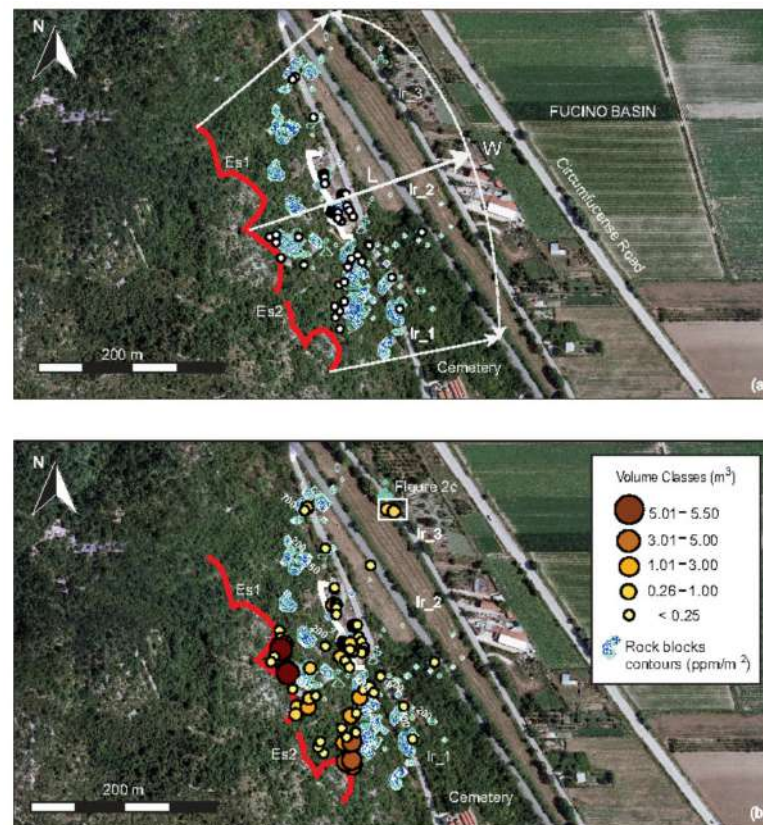 N
Ir_3
FUCINO BASIN
Es1
L
W
Ir_2
Circumfucense Road
Es2
Ir_1
200 m
Cemetery
(a
N
Volume Classes (m³)
5.01 – 5.50
3.01 – 5.00
1.01 – 3.00
0.26 – 1.00
< 0.25
Rock blocks
contours (ppm/m²)
Figure 2c
Ir_3
Es1
Ir_2
Es2
Ir_1
200 m
Cemetery
(b